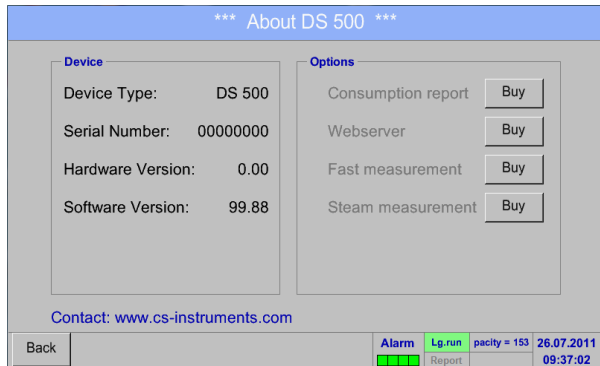 *** About DS 500 ***
Device
Device Type: DS 500
Serial Number: 00000000
Hardware Version: 0.00
Software Version: 99.88
Options
Consumption report Buy
Webserver Buy
Fast measurement Buy
Steam measurement Buy
Contact: www.cs-instruments.com
Back
Alarm Lg.run pacity = 153 26.07.2011
Report 09:37:02